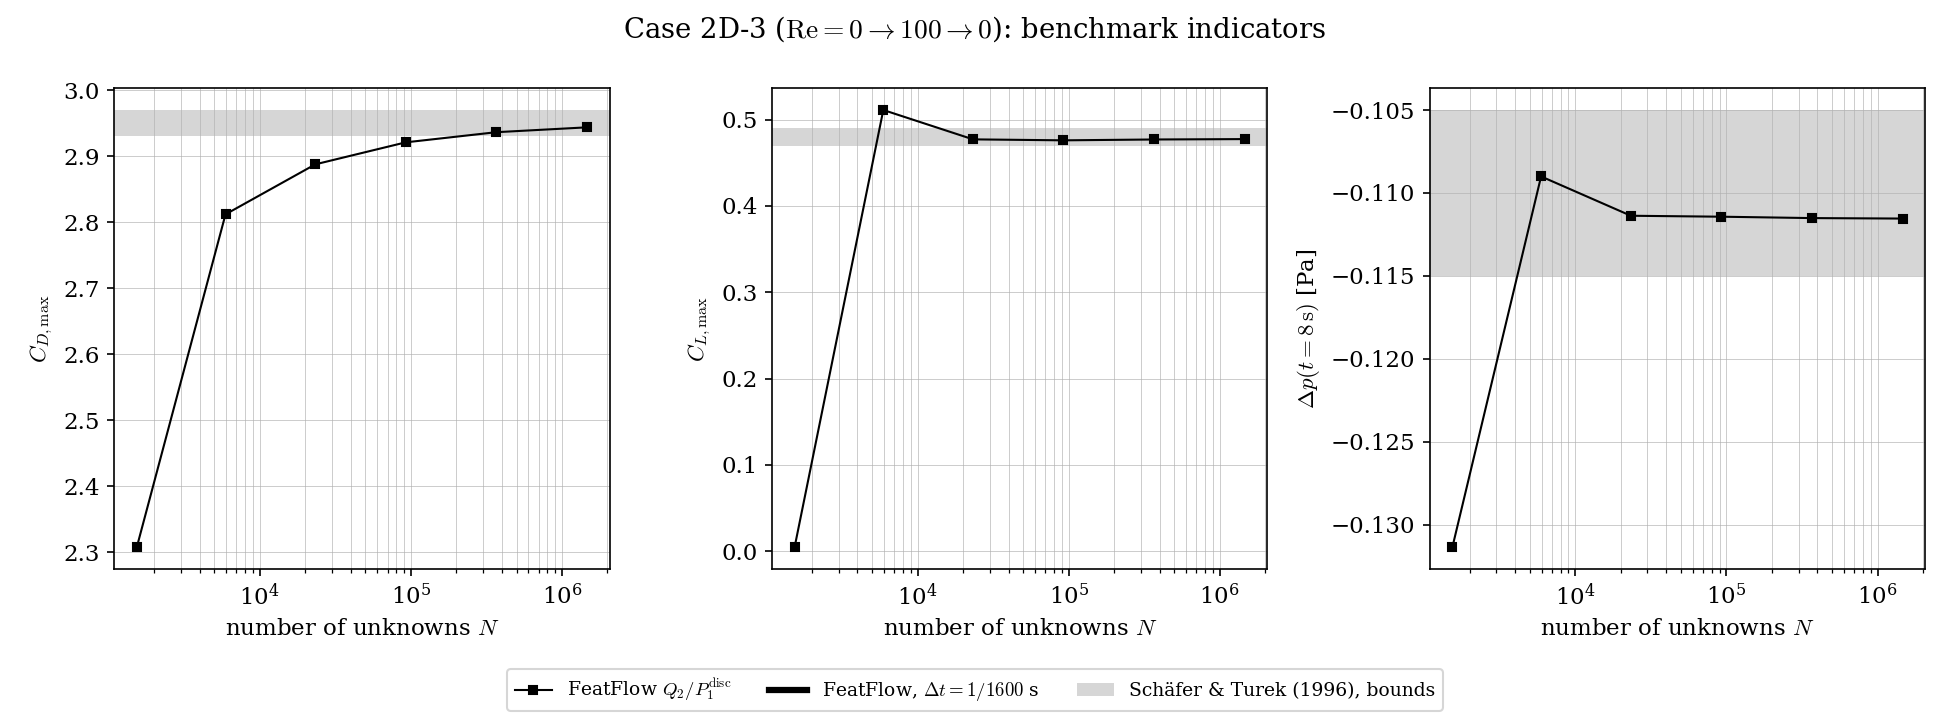 Case 2D-3 (Re = 0 → 100 → 0): benchmark indicators
3.0
2.9
2.8
2.7
2.6
2.5
2.4
2.3
C_{D,max}
10^4
10^5
10^6
number of unknowns N
0.5
0.4
0.3
0.2
0.1
0.0
C_{L,max}
10^4
10^5
10^6
number of unknowns N
−0.105
−0.110
−0.115
−0.120
−0.125
−0.130
Δp(t = 8 s) [Pa]
10^4
10^5
10^6
number of unknowns N
FeatFlow Q_2/P_1^{disc}
FeatFlow, Δt = 1/1600 s
Schäfer & Turek (1996), bounds